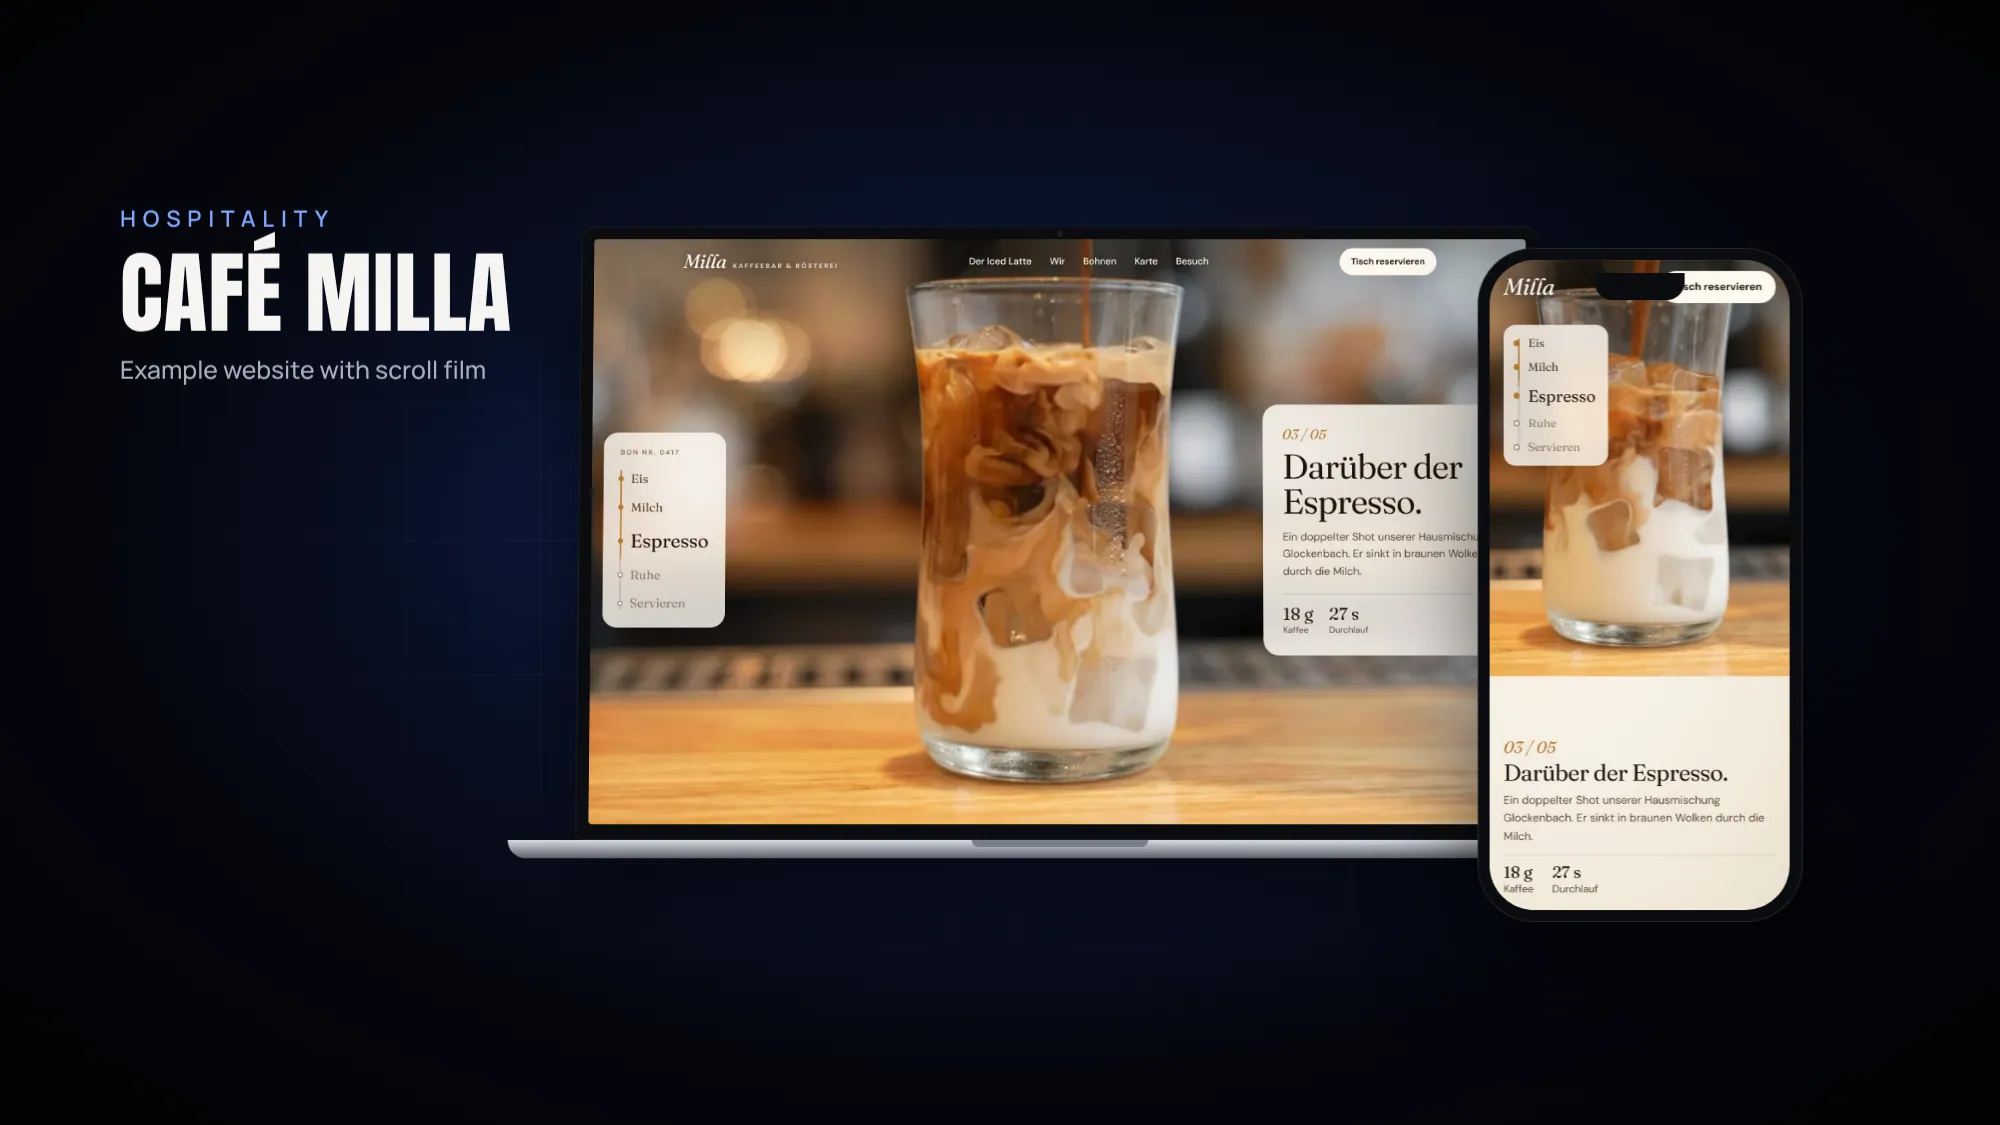 HOSPITALITY
CAFÉ MILLA
Example website with scroll film
Milla KAFFEEBAR & RÖSTEREI
Der Iced Latte Wir Bohnen Karte Besuch
Tisch reservieren
BON NR. 0417
Eis
Milch
Espresso
Ruhe
Servieren
03 / 05
Darüber der
Espresso.
Ein doppelter Shot unserer Hausmischu
Glockenbach. Er sinkt in braunen Wolke
durch die Milch.
18 g 27 s
Kaffee Durchlauf
Milla
sch reservieren
Eis
Milch
Espresso
Ruhe
Servieren
03 / 05
Darüber der Espresso.
Ein doppelter Shot unserer Hausmischung
Glockenbach. Er sinkt in braunen Wolken durch die
Milch.
18 g 27 s
Kaffee Durchlauf